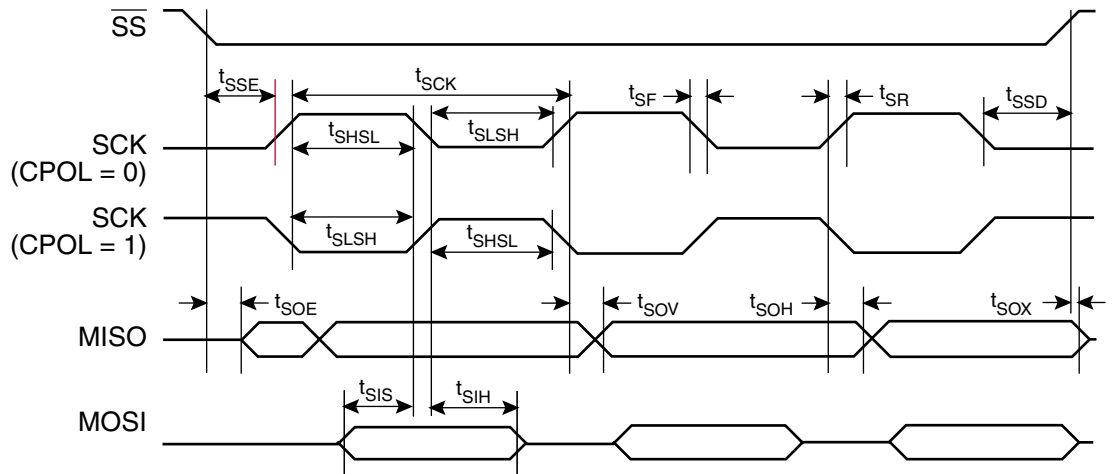 SS
tSSE
tSCK
tSF
tSR
tSSD
SCK
(CPOL = 0)
tSHSL
tSLSH
SCK
(CPOL = 1)
tSLSH
tSHSL
tSOE
tSOV
tSOH
tSOX
MISO
tSIS
tSIH
MOSI